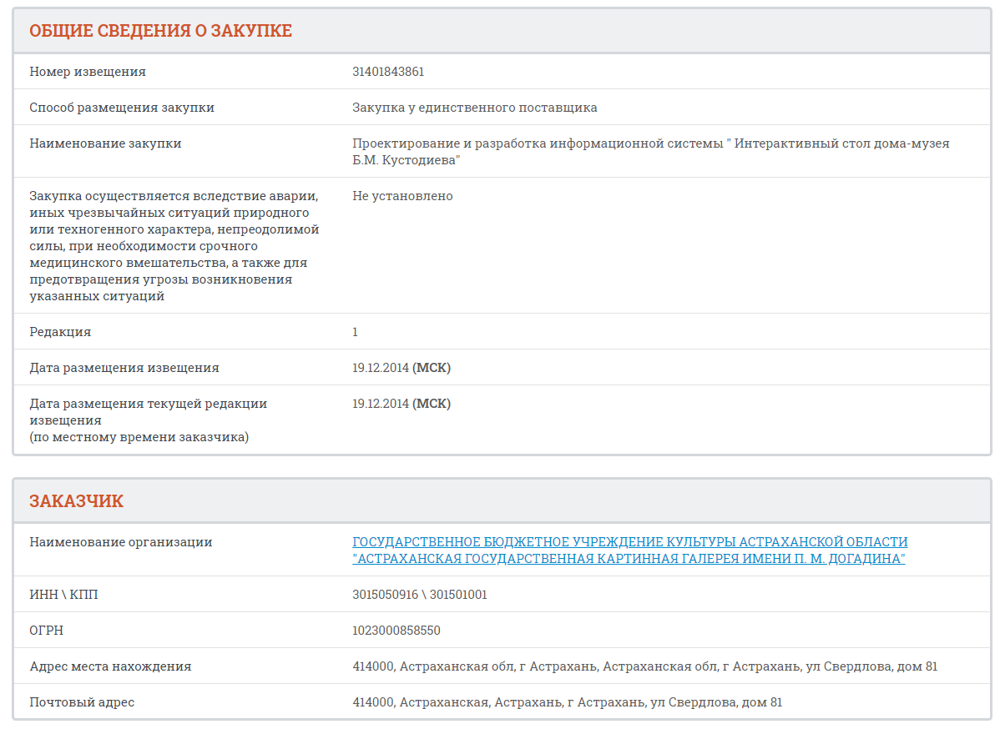 ОБЩИЕ СВЕДЕНИЯ О ЗАКУПКЕ
Номер извещения 31401843861
Способ размещения закупки Закупка у единственного поставщика
Наименование закупки Проектирование и разработка информационной системы " Интерактивный стол дома-музея
Б.М. Кустодиева"
Закупка осуществляется вследствие аварии, Не установлено
иных чрезвычайных ситуаций природного
или техногенного характера, непреодолимой
силы, при необходимости срочного
медицинского вмешательства, а также для
предотвращения угрозы возникновения
указанных ситуаций
Редакция 1
Дата размещения извещения 19.12.2014 (МСК)
Дата размещения текущей редакции 19.12.2014 (МСК)
извещения
(по местному времени заказчика)
ЗАКАЗЧИК
Наименование организации ГОСУДАРСТВЕННОЕ БЮДЖЕТНОЕ УЧРЕЖДЕНИЕ КУЛЬТУРЫ АСТРАХАНСКОЙ ОБЛАСТИ
"АСТРАХАНСКАЯ ГОСУДАРСТВЕННАЯ КАРТИННАЯ ГАЛЕРЕЯ ИМЕНИ П. М. ДОГАДИНА"
ИНН \ КПП 3015050916 \ 301501001
ОГРН 1023000858550
Адрес места нахождения 414000, Астраханская обл, г Астрахань, Астраханская обл, г Астрахань, ул Свердлова, дом 81
Почтовый адрес 414000, Астраханская, Астрахань, г Астрахань, ул Свердлова, дом 81